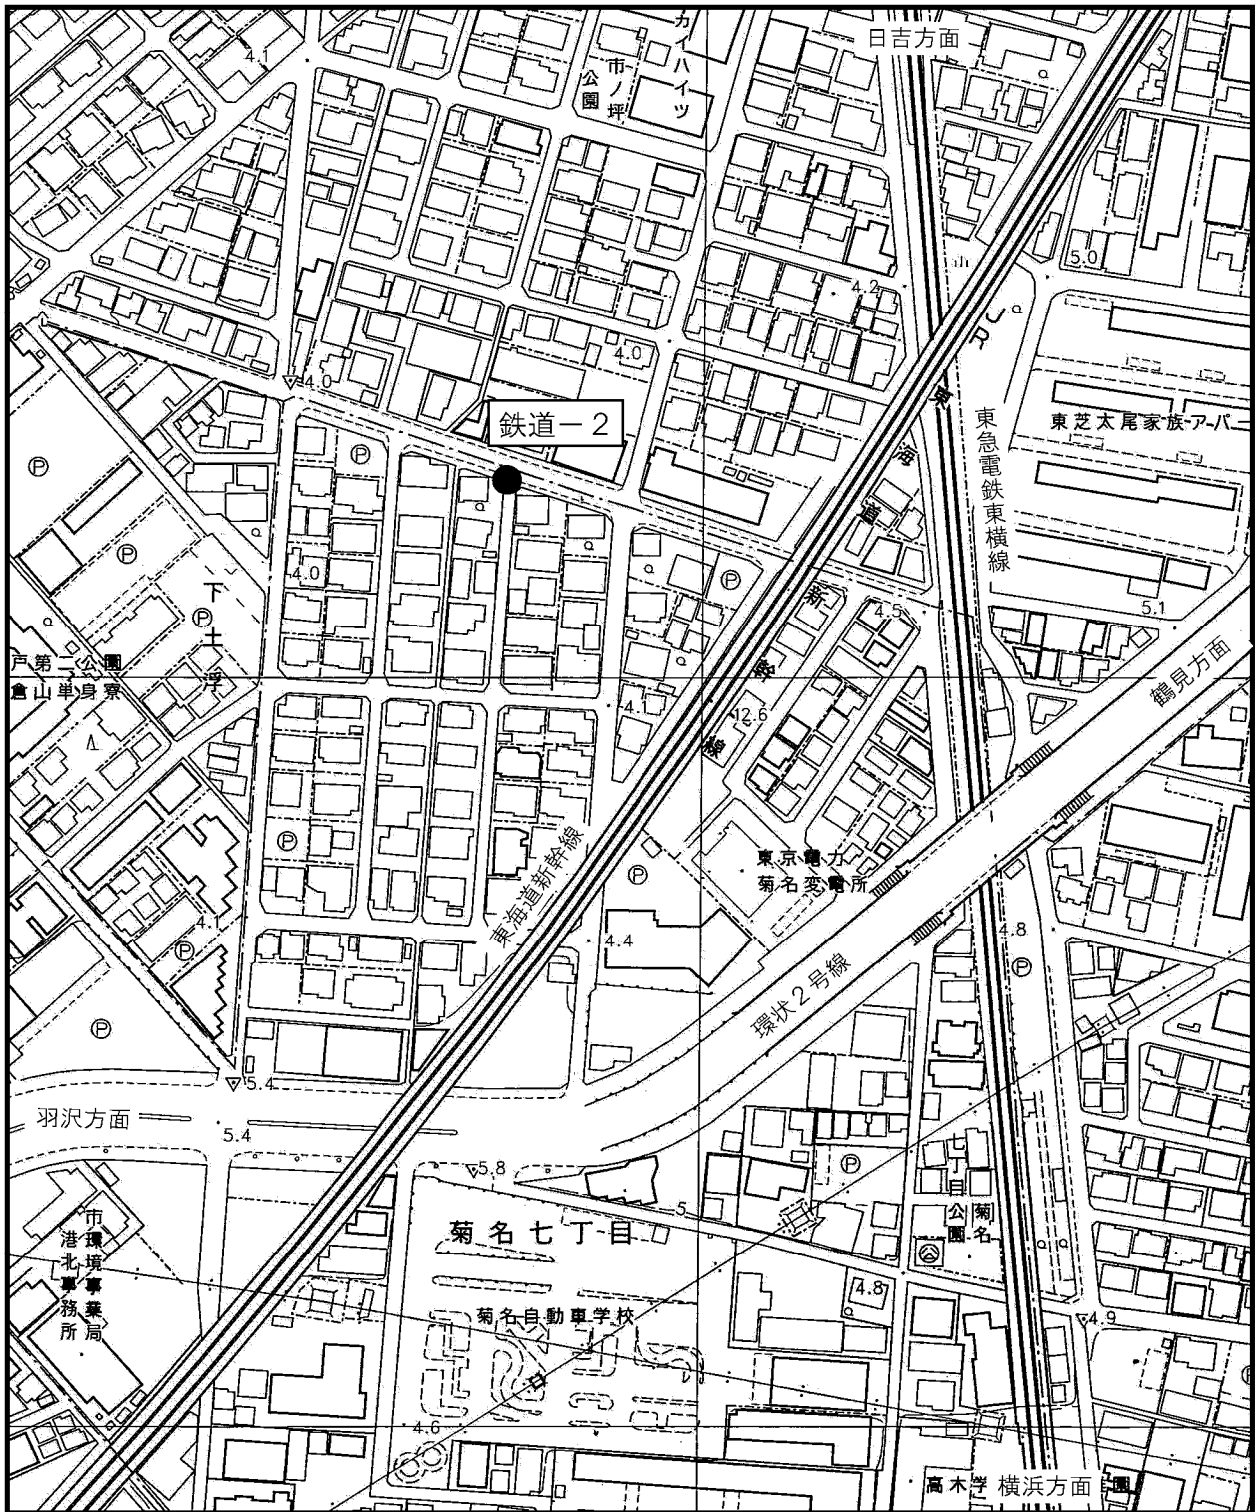 日吉方面
カイハイツ
市ノ坪
公園
4.1
5.0
4.2
JR
4.0
4.0
東芝太尾家族アパ
鉄道－2
東急電鉄東横線
東海道新幹線
P
P
P
P
P
4.0
下土浮
4.5
5.1
戸第二公園
倉山単身寮
鶴見方面
4.1
12.6
東京電力
菊名変電所
P
P
東海道新幹線
4.1
P
4.4
4.8
P
P
環状2号線
5.4
羽沢方面
5.4
5.8
P
5
七丁目公園
菊名
菊名七丁目
市環境事業局
港北事務所
4.8
菊名自動車学校
4.9
4.6
高木学
横浜方面
園